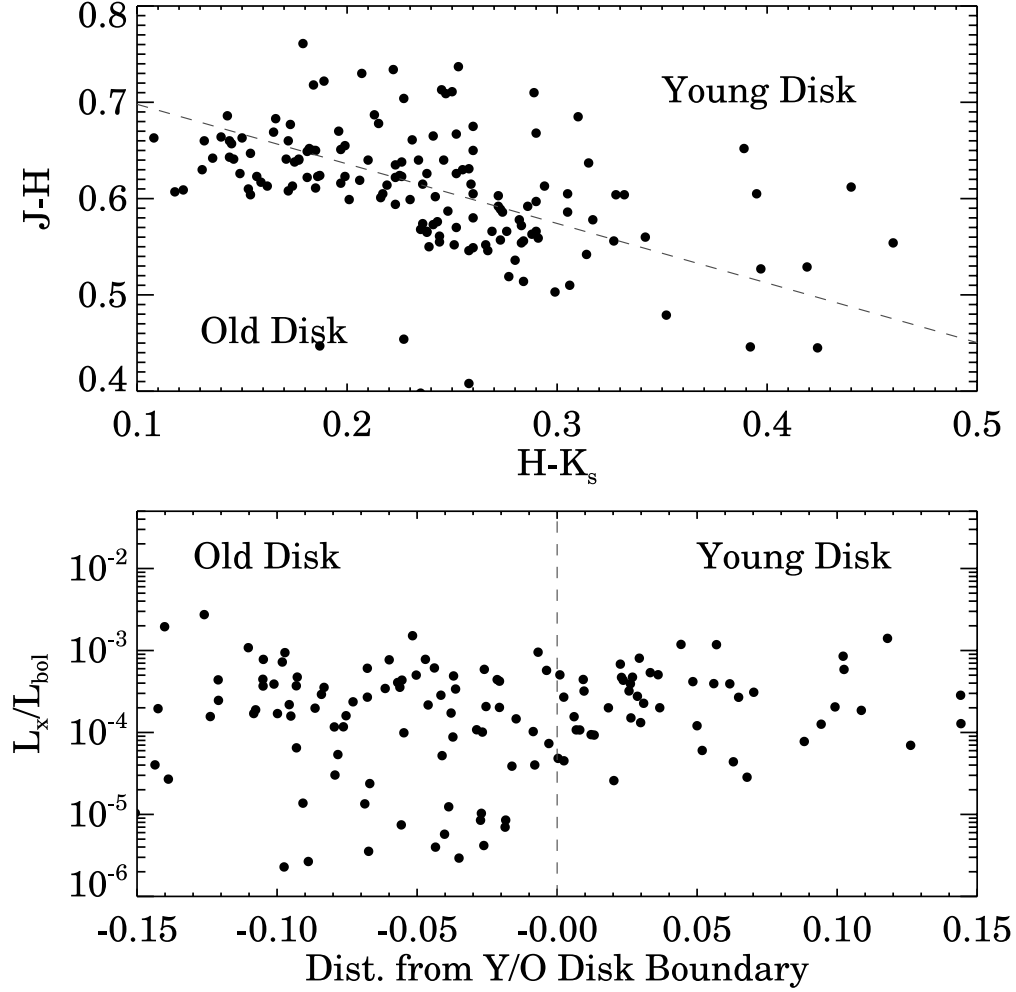 0.8
0.7
0.6
0.5
0.4
J-H
Young Disk
Old Disk
0.1 0.2 0.3 0.4 0.5
H-Ks
Old Disk Young Disk
10-2
10-3
10-4
10-5
10-6
Lx/Lbol
-0.15 -0.10 -0.05 -0.00 0.05 0.10 0.15
Dist. from Y/O Disk Boundary